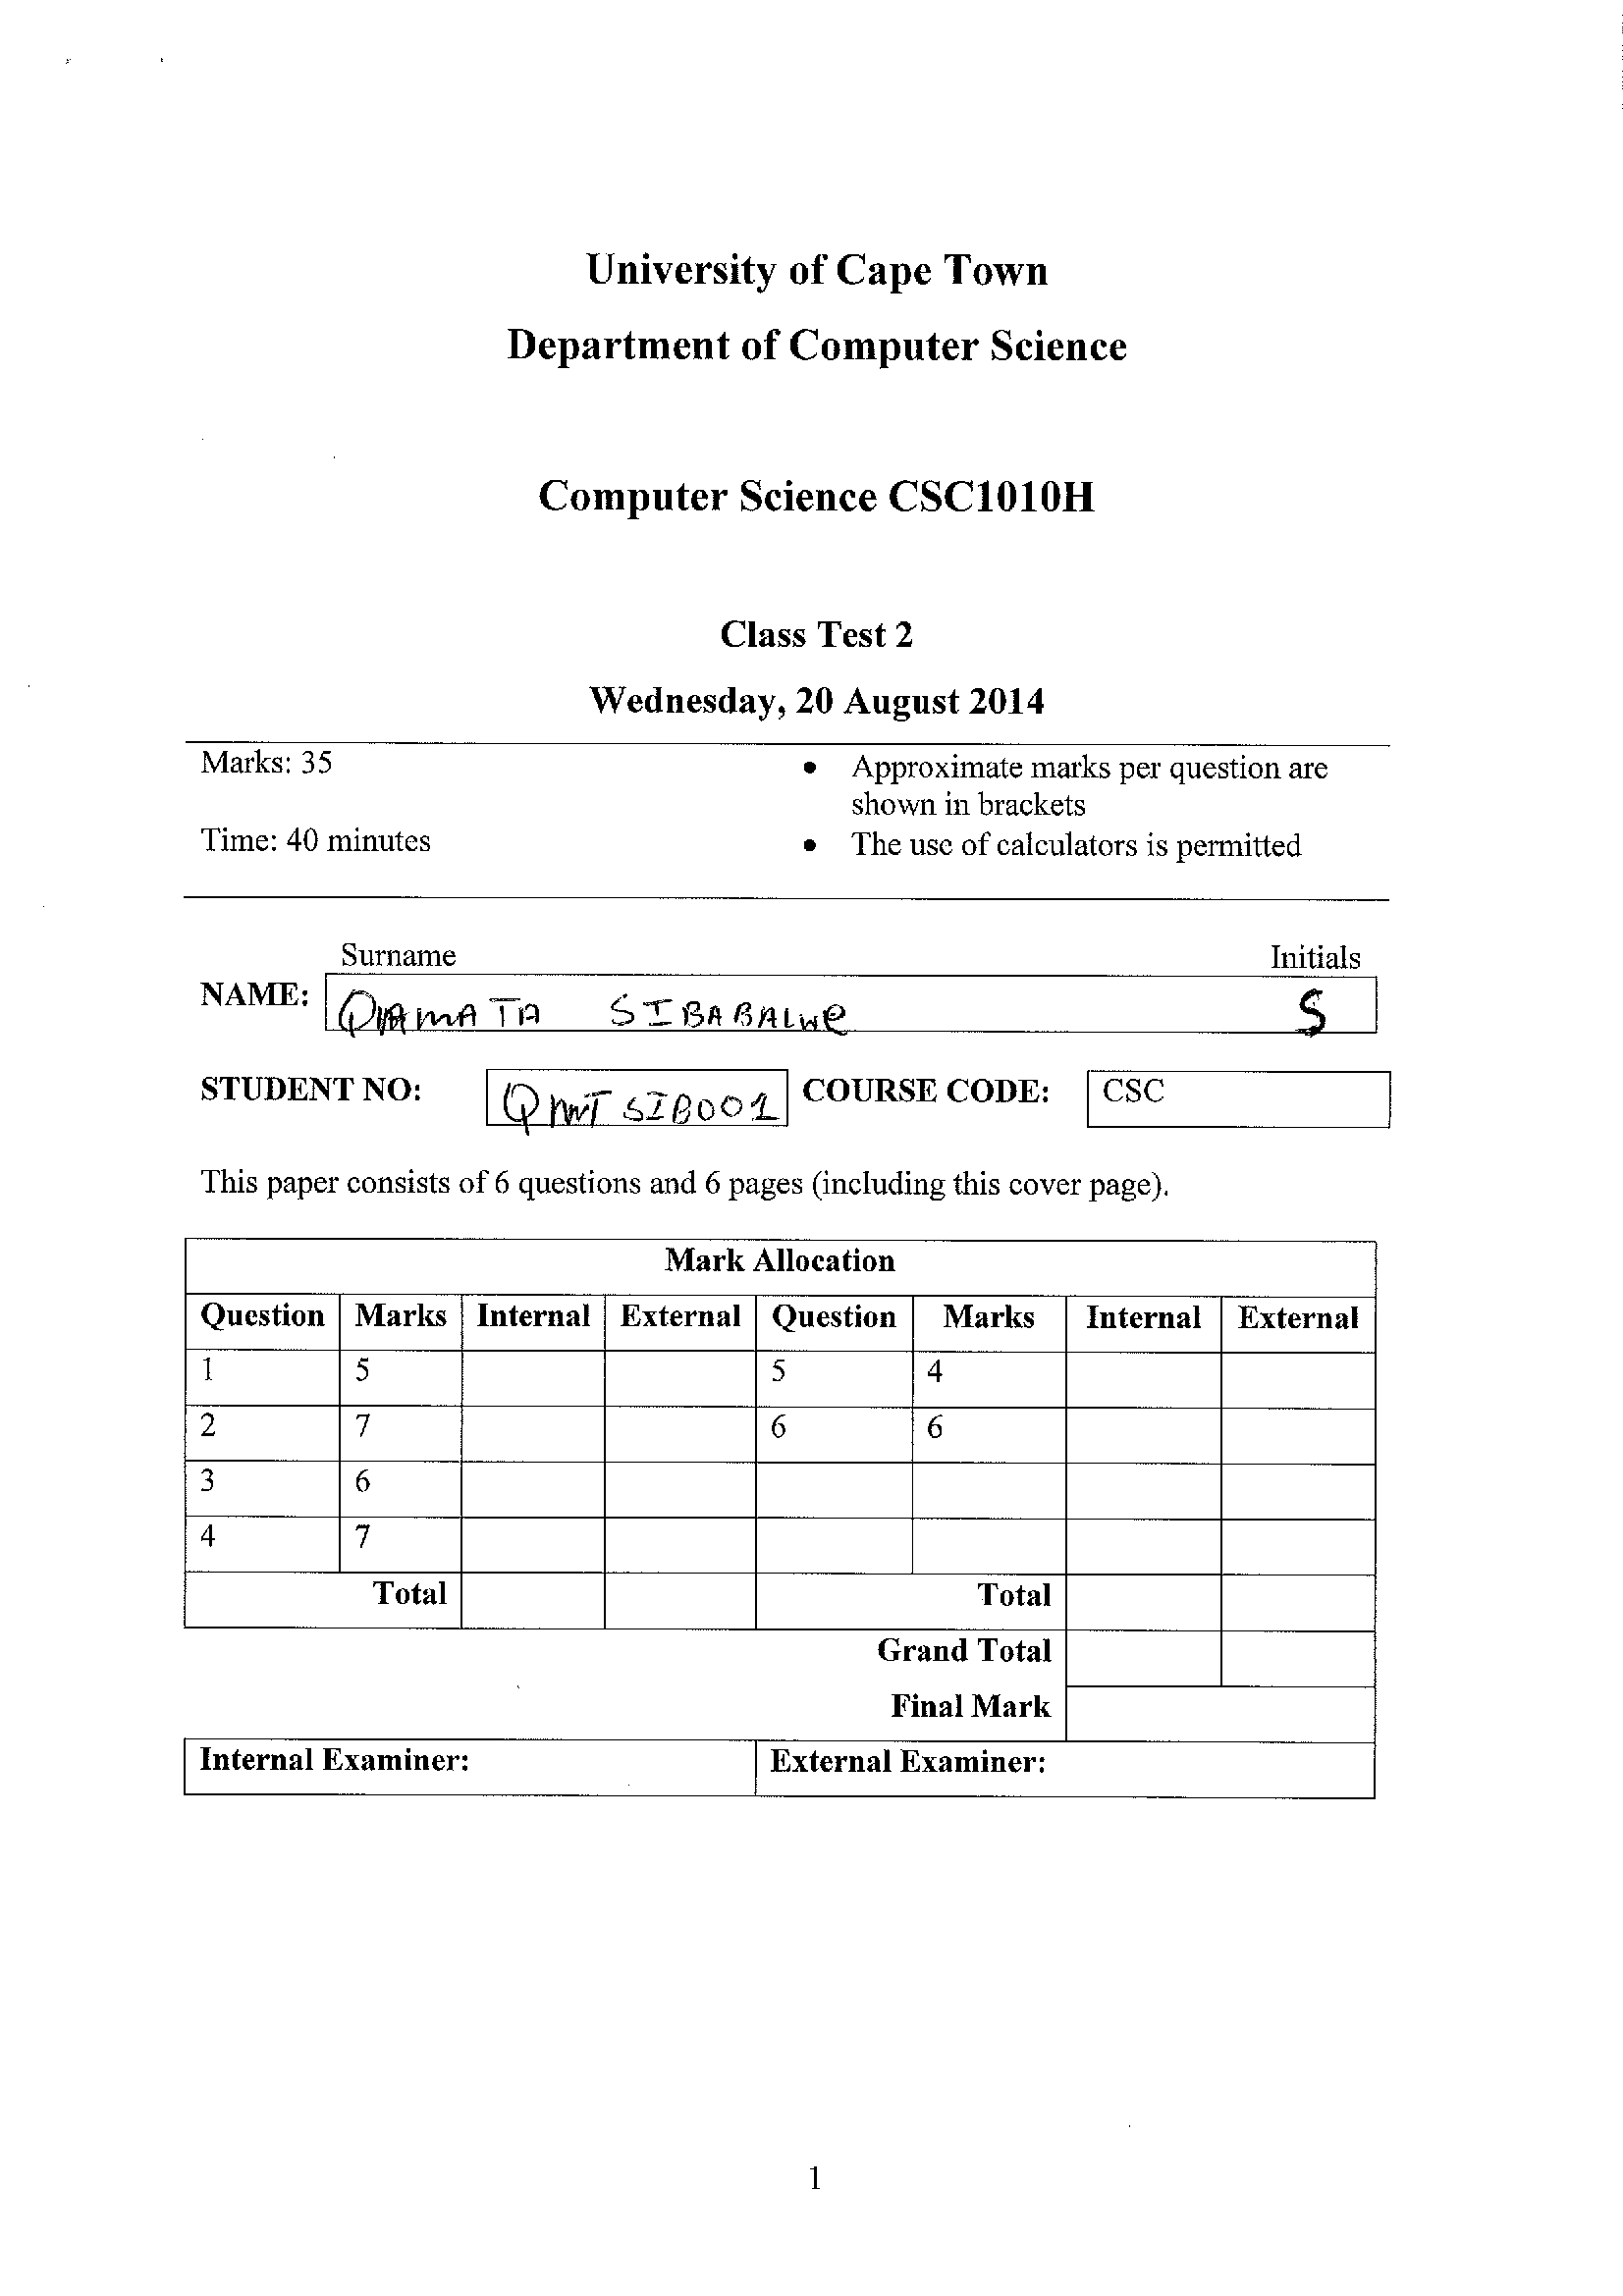 University of Cape Town
Department of Computer Science
Computer Science CSC1010H
Class Test 2
Wednesday, 20 August 2014
Marks: 35
Time: 40 minutes
• Approximate marks per question are
shown in brackets
• The use of calculators is permitted
Surname Initials
NAME: QAMATA SIBABALWE S
STUDENT NO: QMTSIB001 COURSE CODE: CSC
This paper consists of 6 questions and 6 pages (including this cover page).
Mark Allocation
Question Marks Internal External Question Marks Internal External
1 5 5 4
2 7 6 6
3 6
4 7
Total Total
Grand Total
Final Mark
Internal Examiner: External Examiner:
1